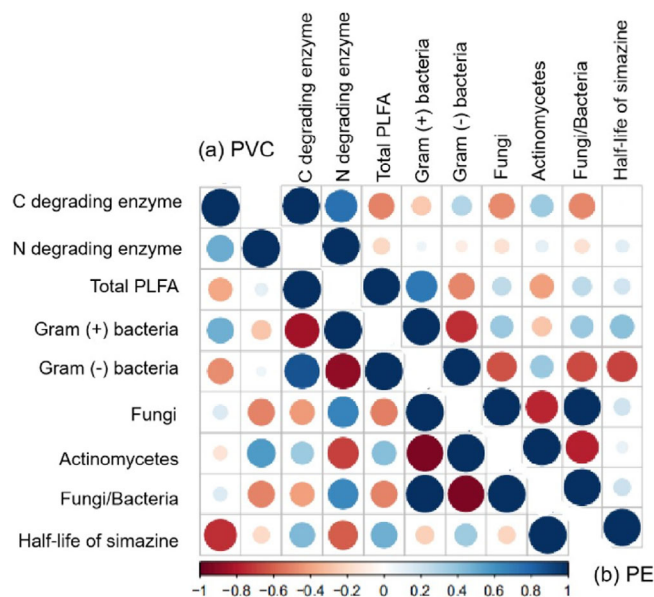 C degrading enzyme
N degrading enzyme
Total PLFA
Gram (+) bacteria
Gram (-) bacteria
Fungi
Actinomycetes
Fungi/Bacteria
Half-life of simazine
(a) PVC
C degrading enzyme
N degrading enzyme
Total PLFA
Gram (+) bacteria
Gram (-) bacteria
Fungi
Actinomycetes
Fungi/Bacteria
Half-life of simazine
(b) PE
−1 −0.8 −0.6 −0.4 −0.2 0 0.2 0.4 0.6 0.8 1